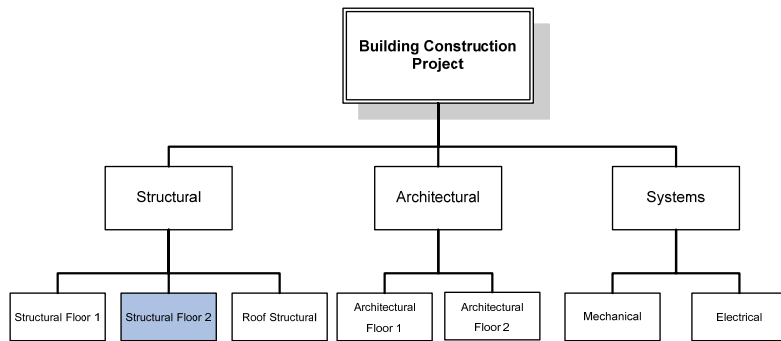 Building Construction
Project
Structural
Architectural
Systems
Structural Floor 1
Structural Floor 2
Roof Structural
Architectural
Floor 1
Architectural
Floor 2
Mechanical
Electrical